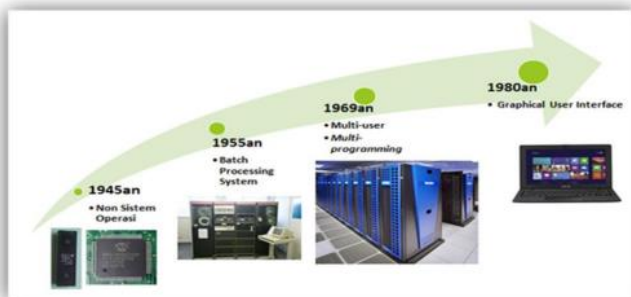 1945an
• Non Sistem
Operasi
1955an
• Batch
Processing
System
1969an
• Multi-user
• Multi-
programming
1980an
• Graphical User Interface